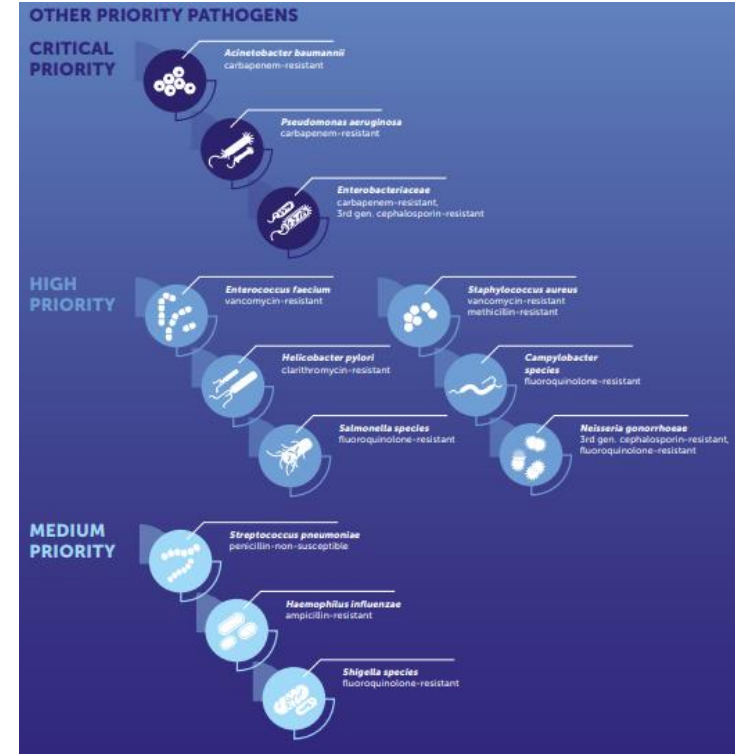 OTHER PRIORITY PATHOGENS
CRITICAL
PRIORITY
Acinetobacter baumannii
carbapenem-resistant
Pseudomonas aeruginosa
carbapenem-resistant
Enterobacteriaceae
carbapenem-resistant,
3rd gen. cephalosporin-resistant
HIGH
PRIORITY
Enterococcus faecium
vancomycin-resistant
Helicobacter pylori
clarithromycin-resistant
Salmonella species
fluoroquinolone-resistant
Staphylococcus aureus
vancomycin-resistant
methicillin-resistant
Campylobacter
species
fluoroquinolone-resistant
Neisseria gonorrhoeae
3rd gen. cephalosporin-resistant,
fluoroquinolone-resistant
MEDIUM
PRIORITY
Streptococcus pneumoniae
penicillin-non-susceptible
Haemophilus influenzae
ampicillin-resistant
Shigella species
fluoroquinolone-resistant